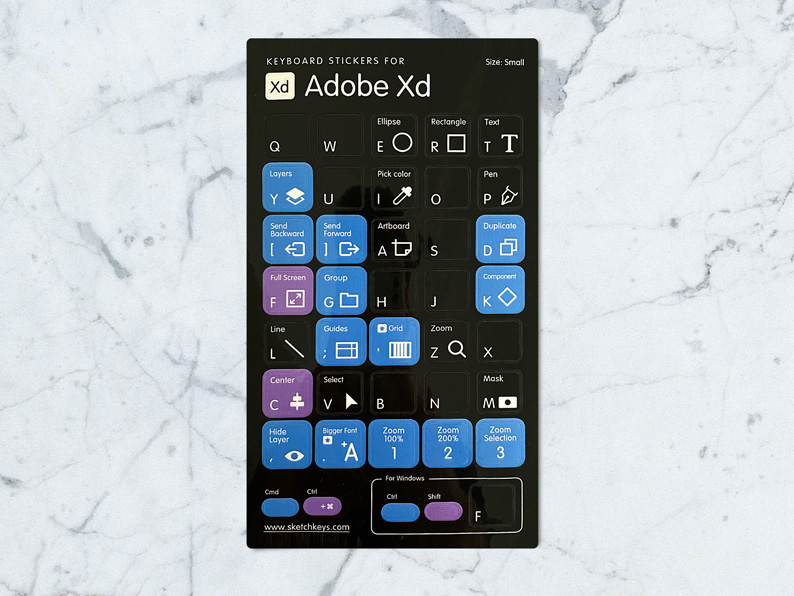 KEYBOARD STICKERS FOR
Size: Small
Xd Adobe Xd
Q
W
Ellipse
E
Rectangle
R
Text
T T
Layers
Y
U
Pick color
I
O
Pen
P
Send
Backward
[
Send
Forward
]
Artboard
A
S
Duplicate
D
Full Screen
F
Group
G
H
J
Component
K
Line
L
Guides
;
Grid
'
Zoom
Z
X
Center
C
Select
V
B
N
Mask
M
Hide
Layer
,
Bigger Font
. +A
Zoom
100%
1
Zoom
200%
2
Zoom
Selection
3
Cmd
Ctrl
+⌘
www.sketchkeys.com
For Windows
Ctrl
Shift
F